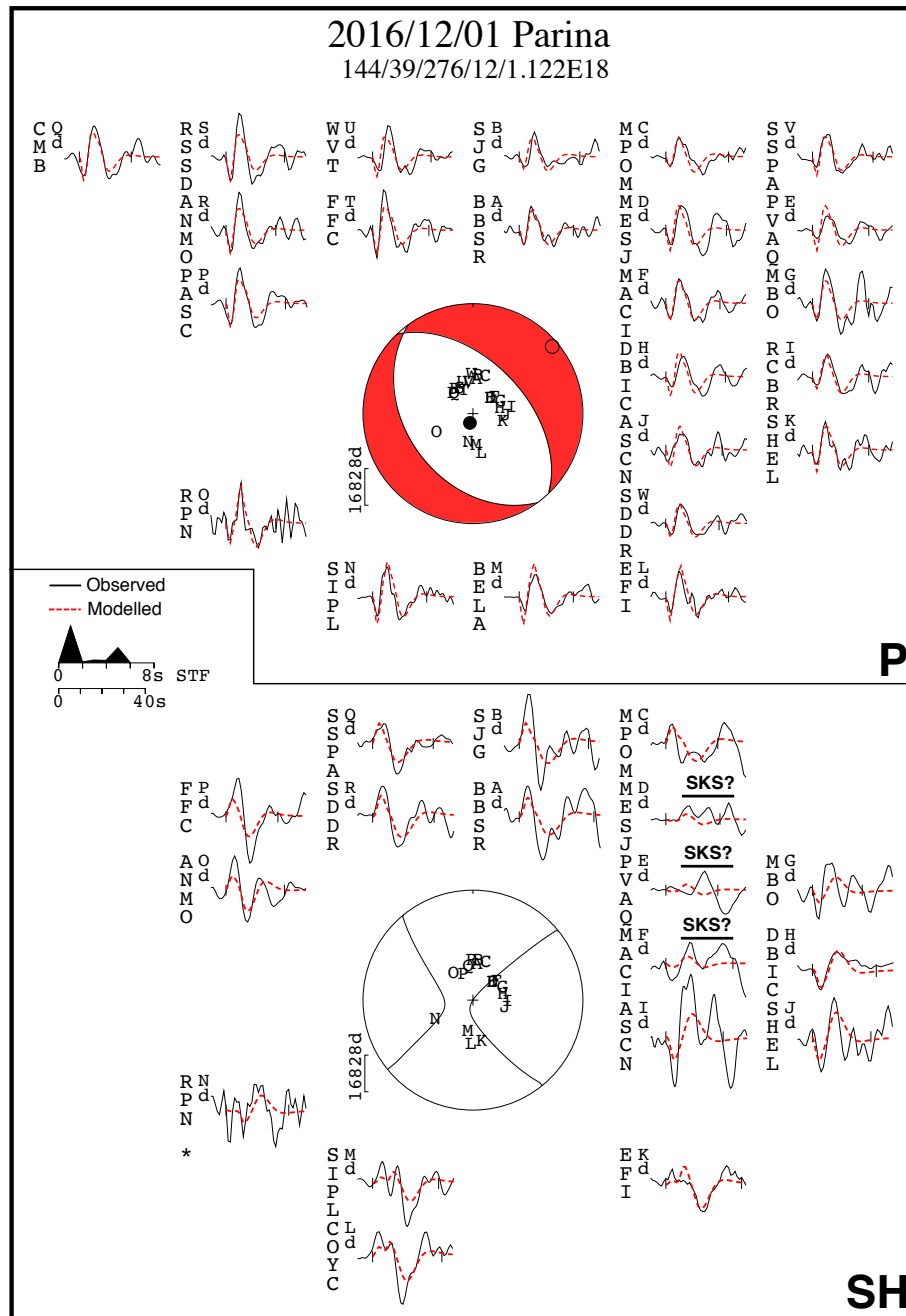 2016/12/01 Parina
144/39/276/12/1.122E18
CMB Q d
RSSD S d
WVT U d
SJG B d
MPOM C d
SSPA V d
ANMO R d
FFC T d
BBSR A d
MESJ D d
PVAQ E d
PASC P d
MACI F d
MBO G d
DBIC H d
RCBR I d
ASCN J d
SHEL K d
SDDR W d
RPN O d
16828d
SIPL N d
BELA M d
EFI L d
Observed
Modelled
0 8s STF
0 40s
P
SSPA Q d
SJG B d
MPOM C d
FFC P d
SDDR R d
BBSR A d
MESJ D d
SKS?
ANMO O d
PVAQ E d
SKS?
MBO G d
MACI F d
SKS?
DBIC H d
ASCN I d
SHEL J d
16828d
RPN N d
*
SIPL M d
EFI K d
COYC L d
SH